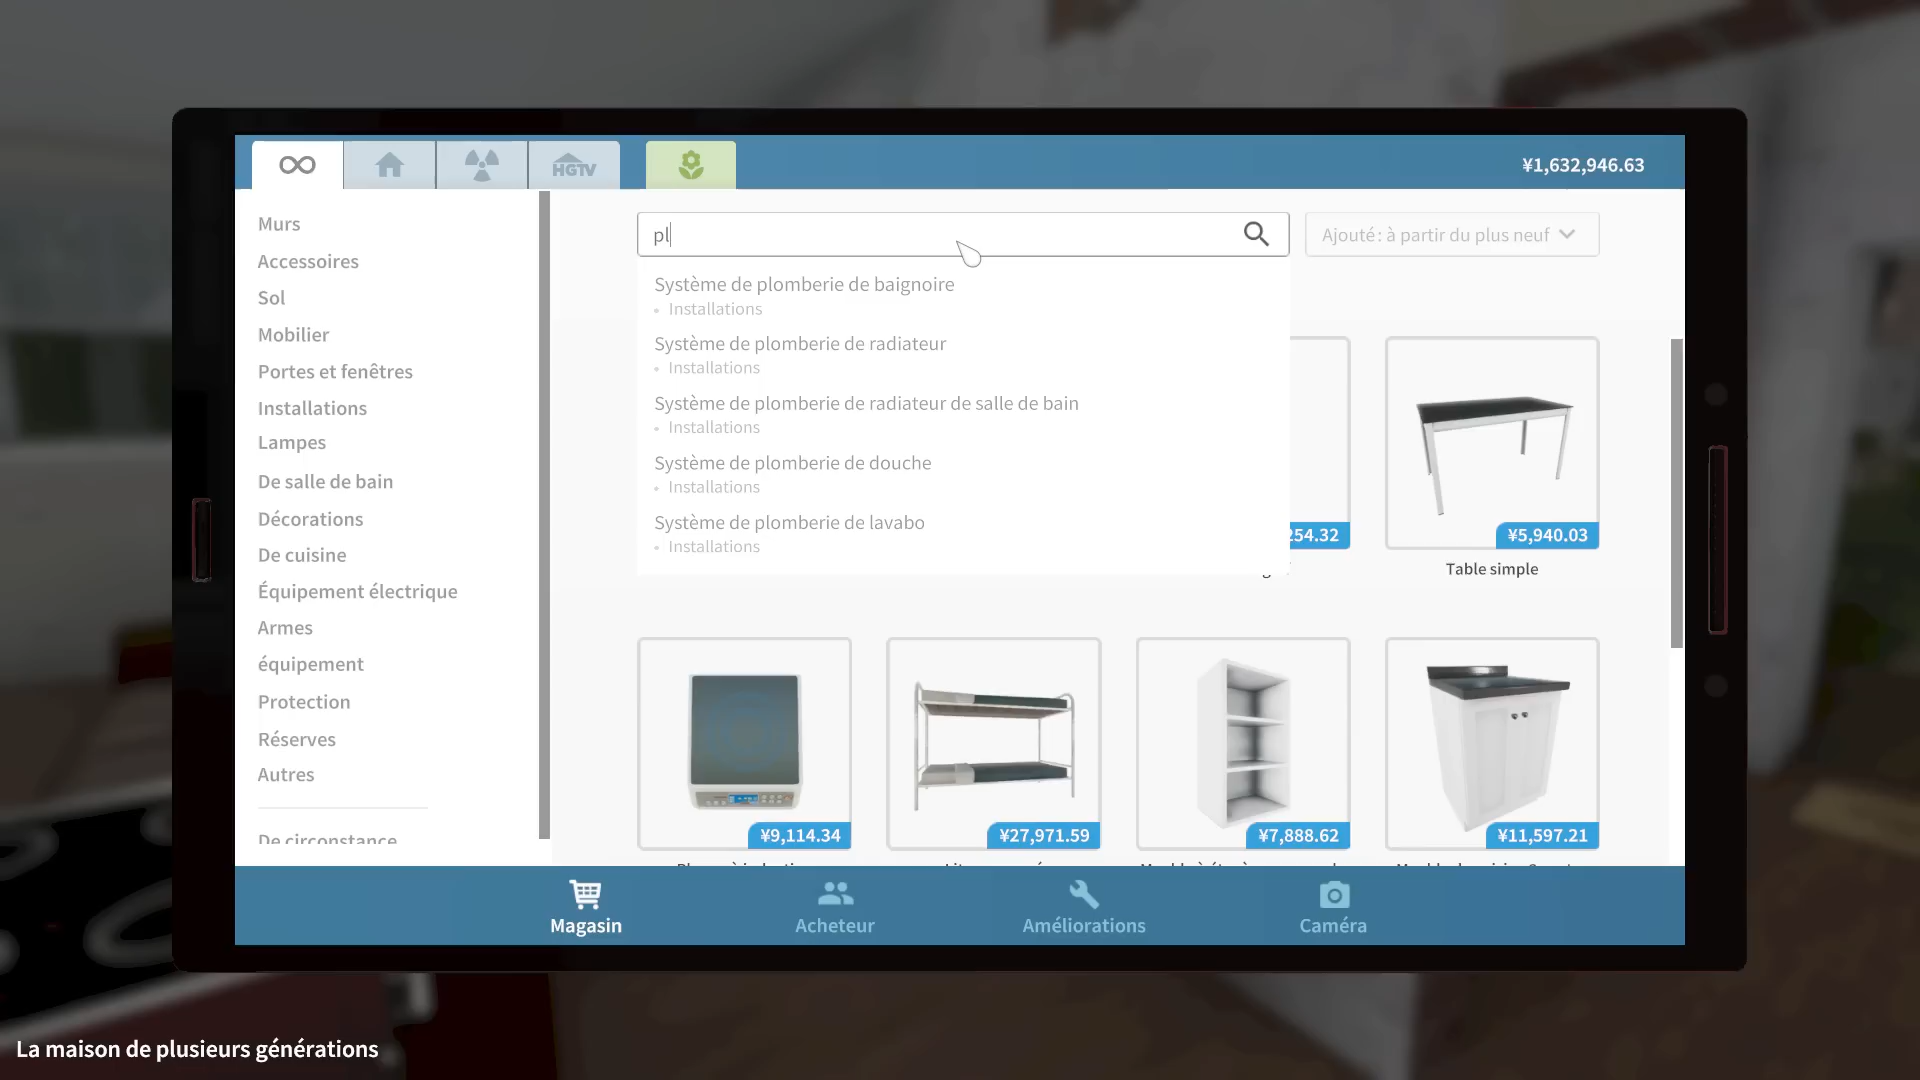 HGTV
¥1,632,946.63
Murs
Accessoires
Sol
Mobilier
Portes et fenêtres
Installations
Lampes
De salle de bain
Décorations
De cuisine
Équipement électrique
Armes
équipement
Protection
Réserves
Autres
De circonstance
pl
Ajouté : à partir du plus neuf
Système de plomberie de baignoire
• Installations
Système de plomberie de radiateur
• Installations
Système de plomberie de radiateur de salle de bain
• Installations
Système de plomberie de douche
• Installations
Système de plomberie de lavabo
• Installations
254.32
¥5,940.03
Table simple
¥9,114.34
¥27,971.59
¥7,888.62
¥11,597.21
Magasin
Acheteur
Améliorations
Caméra
La maison de plusieurs générations